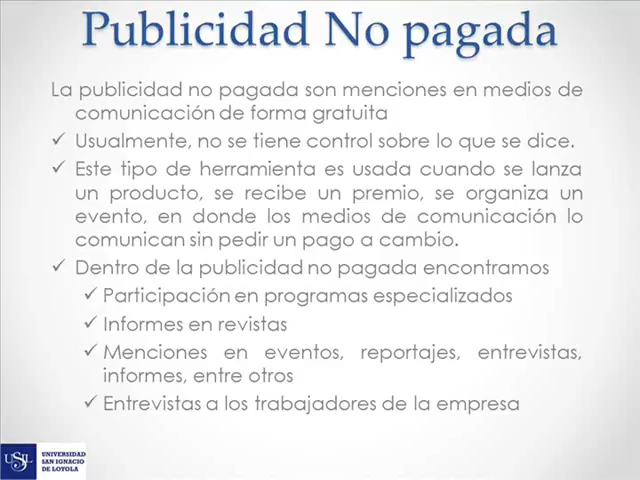 Publicidad No pagada
La publicidad no pagada son menciones en medios de
comunicación de forma gratuita
✓ Usualmente, no se tiene control sobre lo que se dice.
✓ Este tipo de herramienta es usada cuando se lanza
un producto, se recibe un premio, se organiza un
evento, en donde los medios de comunicación lo
comunican sin pedir un pago a cambio.
✓ Dentro de la publicidad no pagada encontramos
✓ Participación en programas especializados
✓ Informes en revistas
✓ Menciones en eventos, reportajes, entrevistas,
informes, entre otros
✓ Entrevistas a los trabajadores de la empresa
USIL
UNIVERSIDAD
SAN IGNACIO
DE LOYOLA